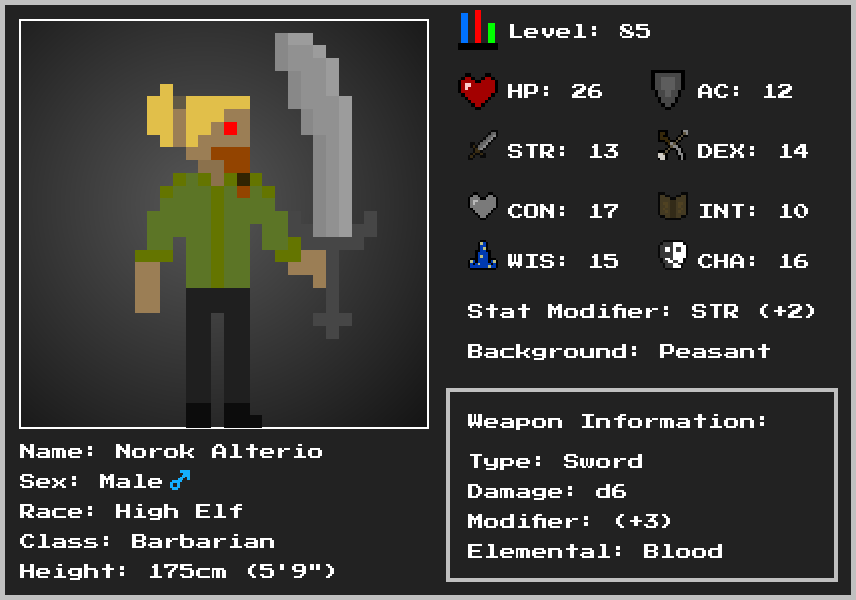 Level: 85
HP: 26 AC: 12
STR: 13 DEX: 14
CON: 17 INT: 10
WIS: 15 CHA: 16
Stat Modifier: STR (+2)
Background: Peasant
Weapon Information:
Type: Sword
Damage: d6
Modifier: (+3)
Elemental: Blood
Name: Norok Alterio
Sex: Male ♂
Race: High Elf
Class: Barbarian
Height: 175cm (5'9")